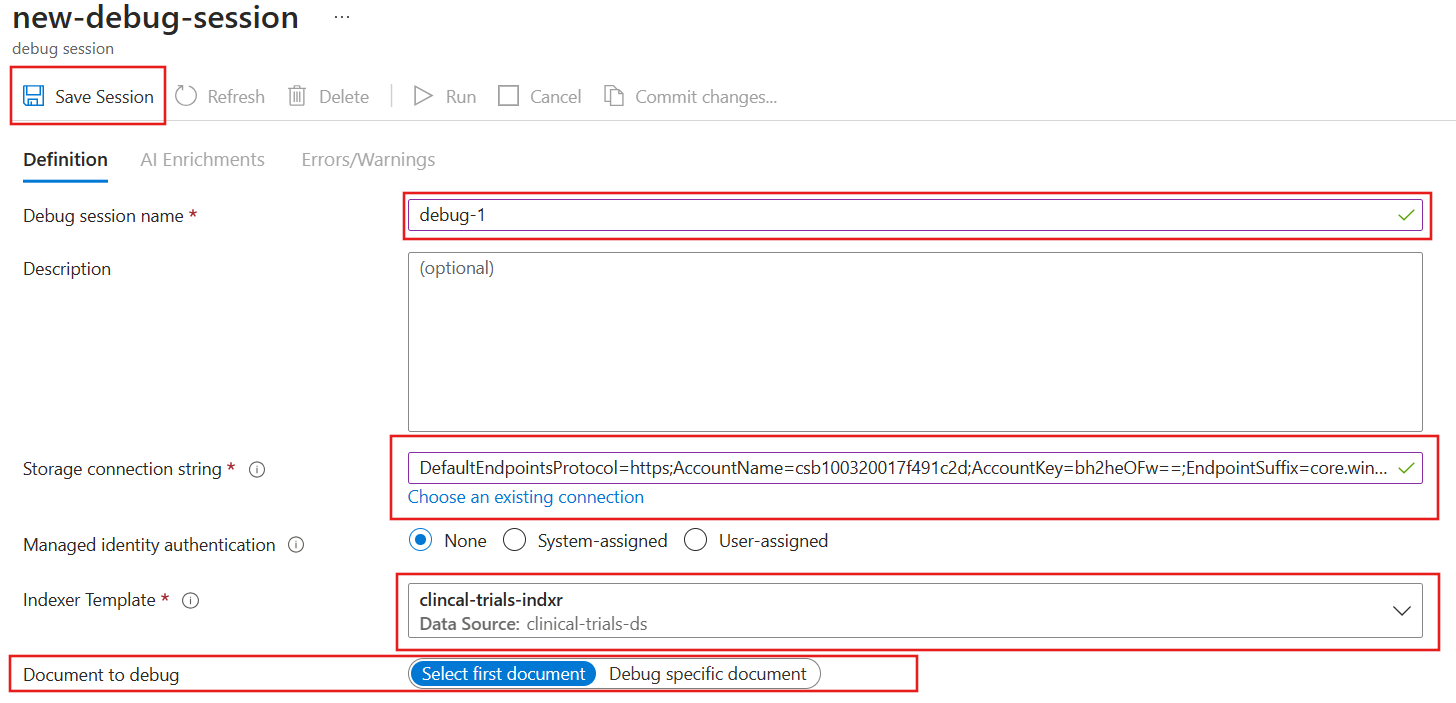 new-debug-session ...
debug session
Save Session Refresh Delete Run Cancel Commit changes...
Definition AI Enrichments Errors/Warnings
Debug session name * debug-1
Description (optional)
Storage connection string * DefaultEndpointsProtocol=https;AccountName=csb100320017f491c2d;AccountKey=bh2heOFw==;EndpointSuffix=core.win...
Choose an existing connection
Managed identity authentication None System-assigned User-assigned
Indexer Template * clincal-trials-indxr
Data Source: clinical-trials-ds
Document to debug Select first document Debug specific document